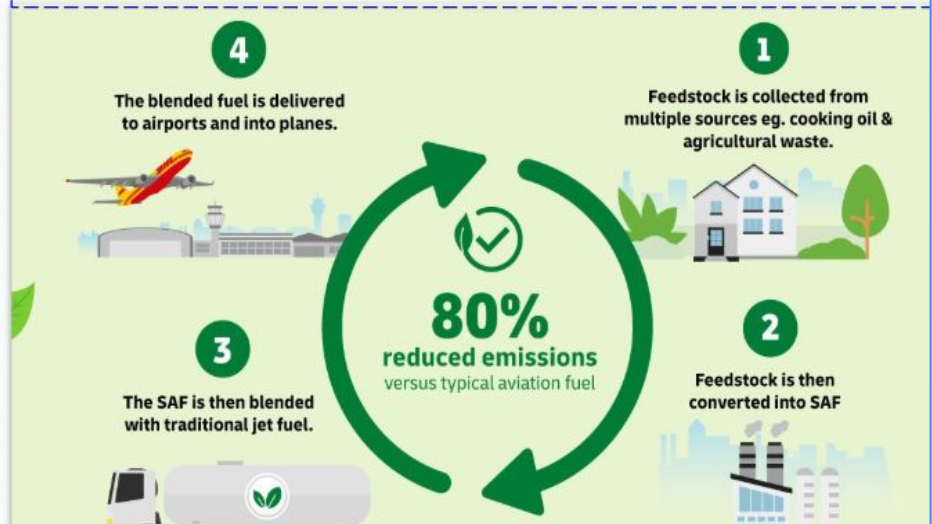 1
Feedstock is collected from
multiple sources eg. cooking oil &
agricultural waste.
2
Feedstock is then
converted into SAF
3
The SAF is then blended
with traditional jet fuel.
4
The blended fuel is delivered
to airports and into planes.
80%
reduced emissions
versus typical aviation fuel